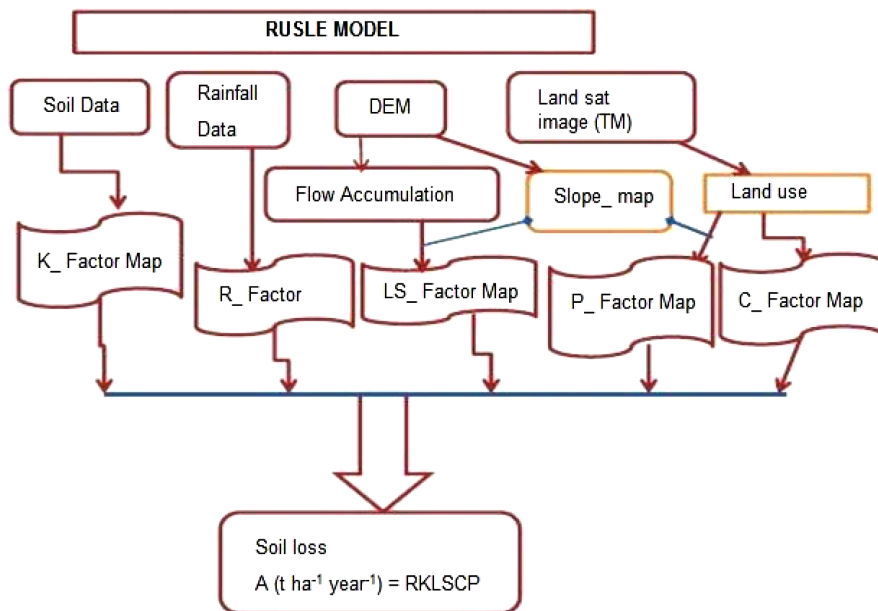 RUSLE MODEL
Soil Data
Rainfall
Data
DEM
Land sat
image (TM)
Flow Accumulation
Slope_ map
Land use
K_ Factor Map
R_ Factor
LS_ Factor Map
P_ Factor Map
C_ Factor Map
Soil loss
A (t ha⁻¹ year⁻¹) = RKLSCP